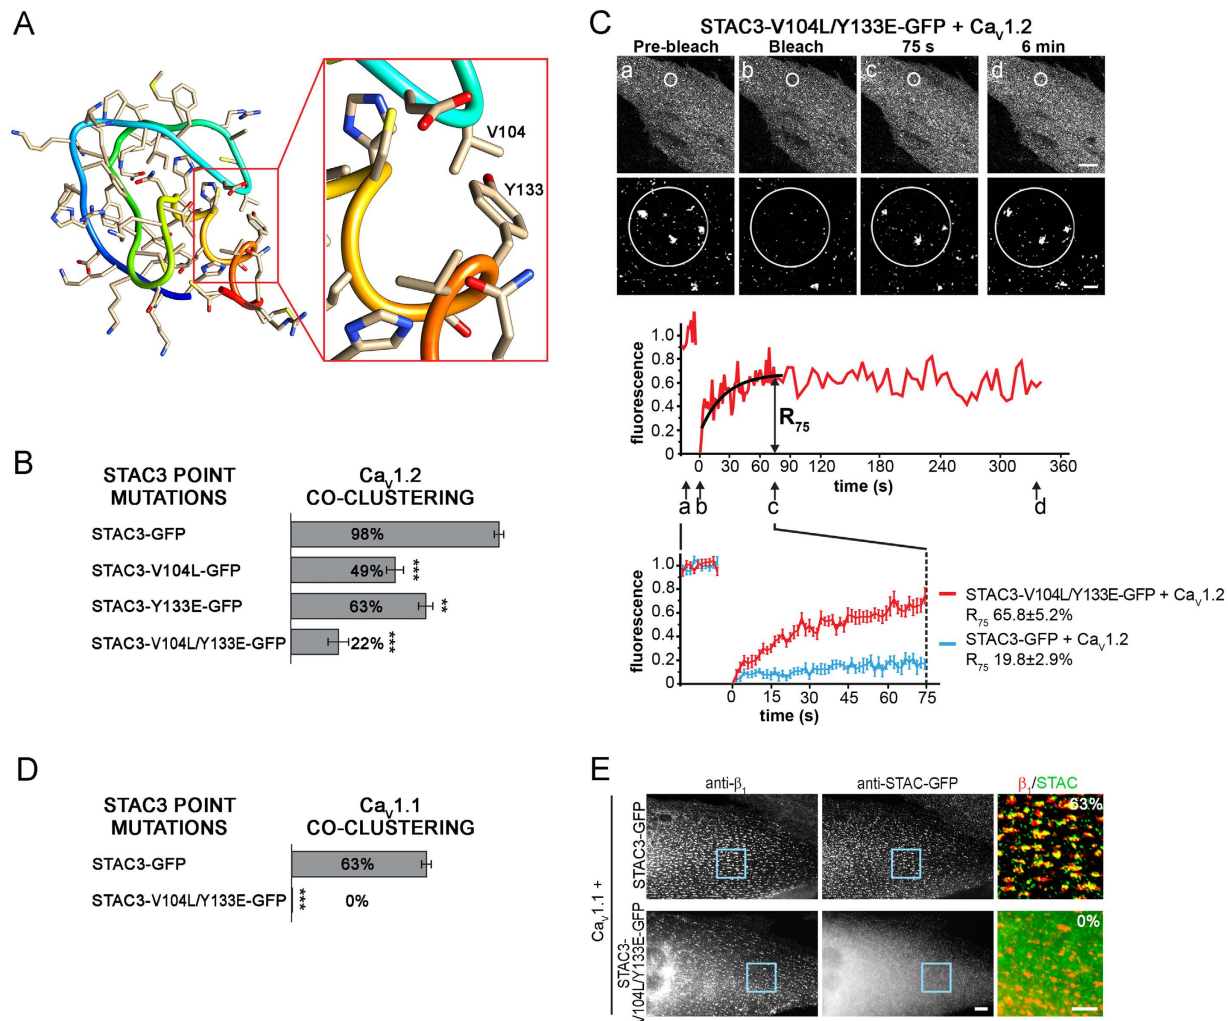 A
V104
Y133
B
STAC3 POINT
MUTATIONS
CaV1.2
CO-CLUSTERING
STAC3-GFP
98%
STAC3-V104L-GFP
49%
***
STAC3-Y133E-GFP
63%
**
STAC3-V104L/Y133E-GFP
22%
***
C
STAC3-V104L/Y133E-GFP + CaV1.2
Pre-bleach
Bleach
75 s
6 min
a
b
c
d
fluorescence
1.0
0.8
0.6
0.4
0.2
0
R75
0
30
60
90
120
150
180
210
240
270
300
330
360
time (s)
a
b
c
d
fluorescence
1.0
0.8
0.6
0.4
0.2
0
0
15
30
45
60
75
time (s)
STAC3-V104L/Y133E-GFP + CaV1.2
R75 65.8±5.2%
STAC3-GFP + CaV1.2
R75 19.8±2.9%
D
STAC3 POINT
MUTATIONS
CaV1.1
CO-CLUSTERING
STAC3-GFP
63%
STAC3-V104L/Y133E-GFP
***
0%
E
anti-β1
anti-STAC-GFP
β1/STAC
CaV1.1 +
STAC3-GFP
63%
STAC3-
V104L/Y133E-GFP
0%